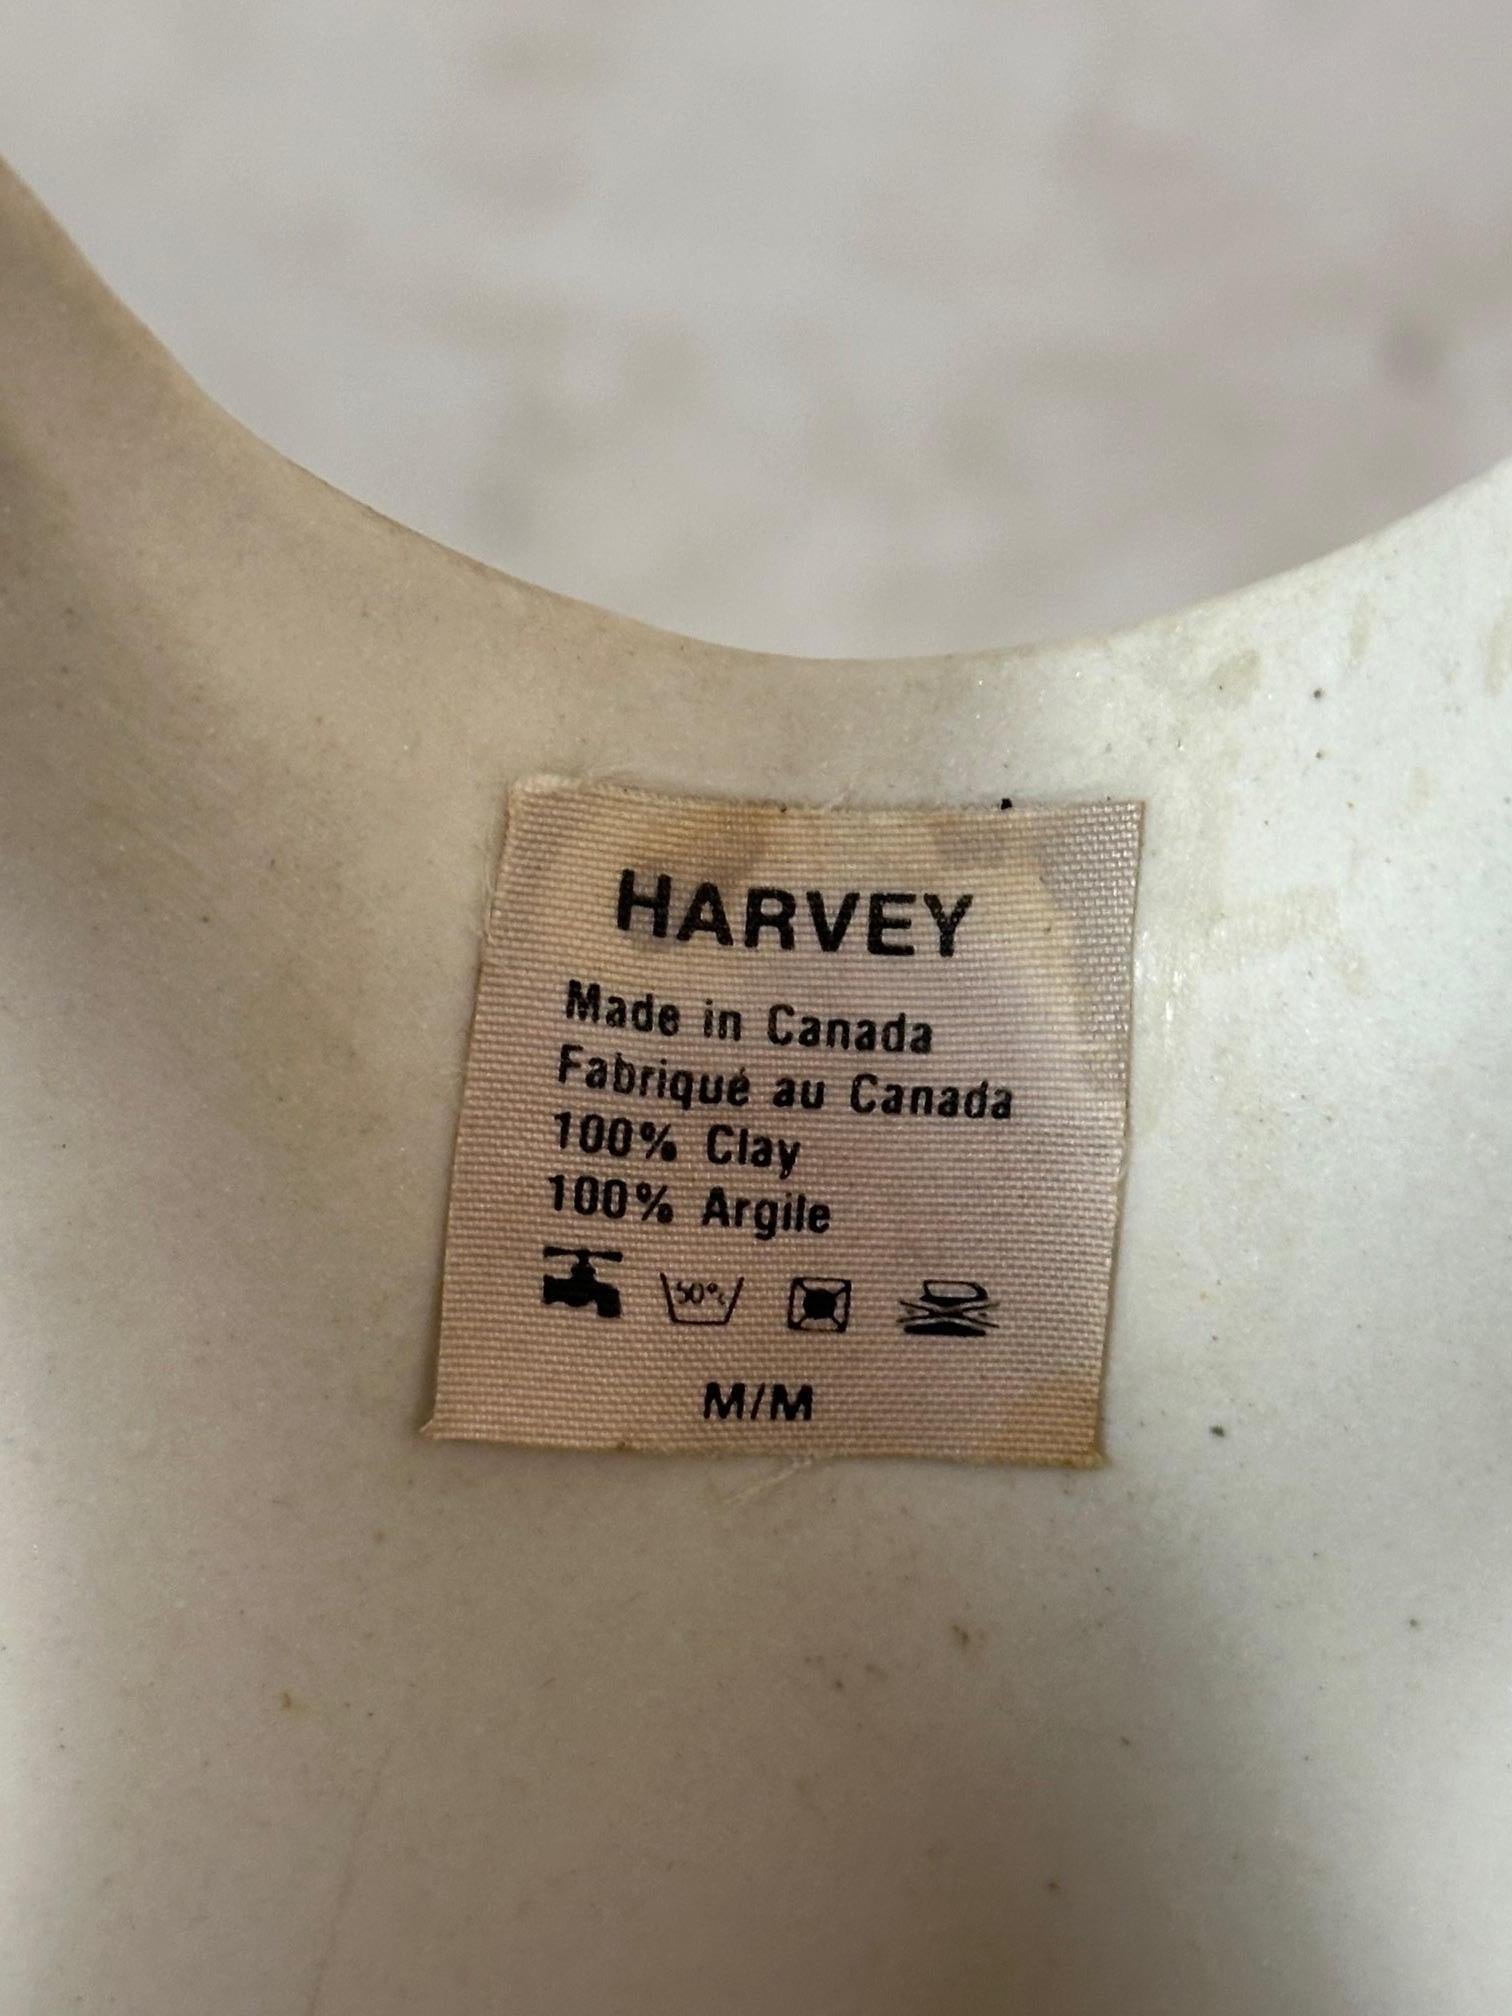 HARVEY
Made in Canada
Fabriqué au Canada
100% Clay
100% Argile
50°c
M/M